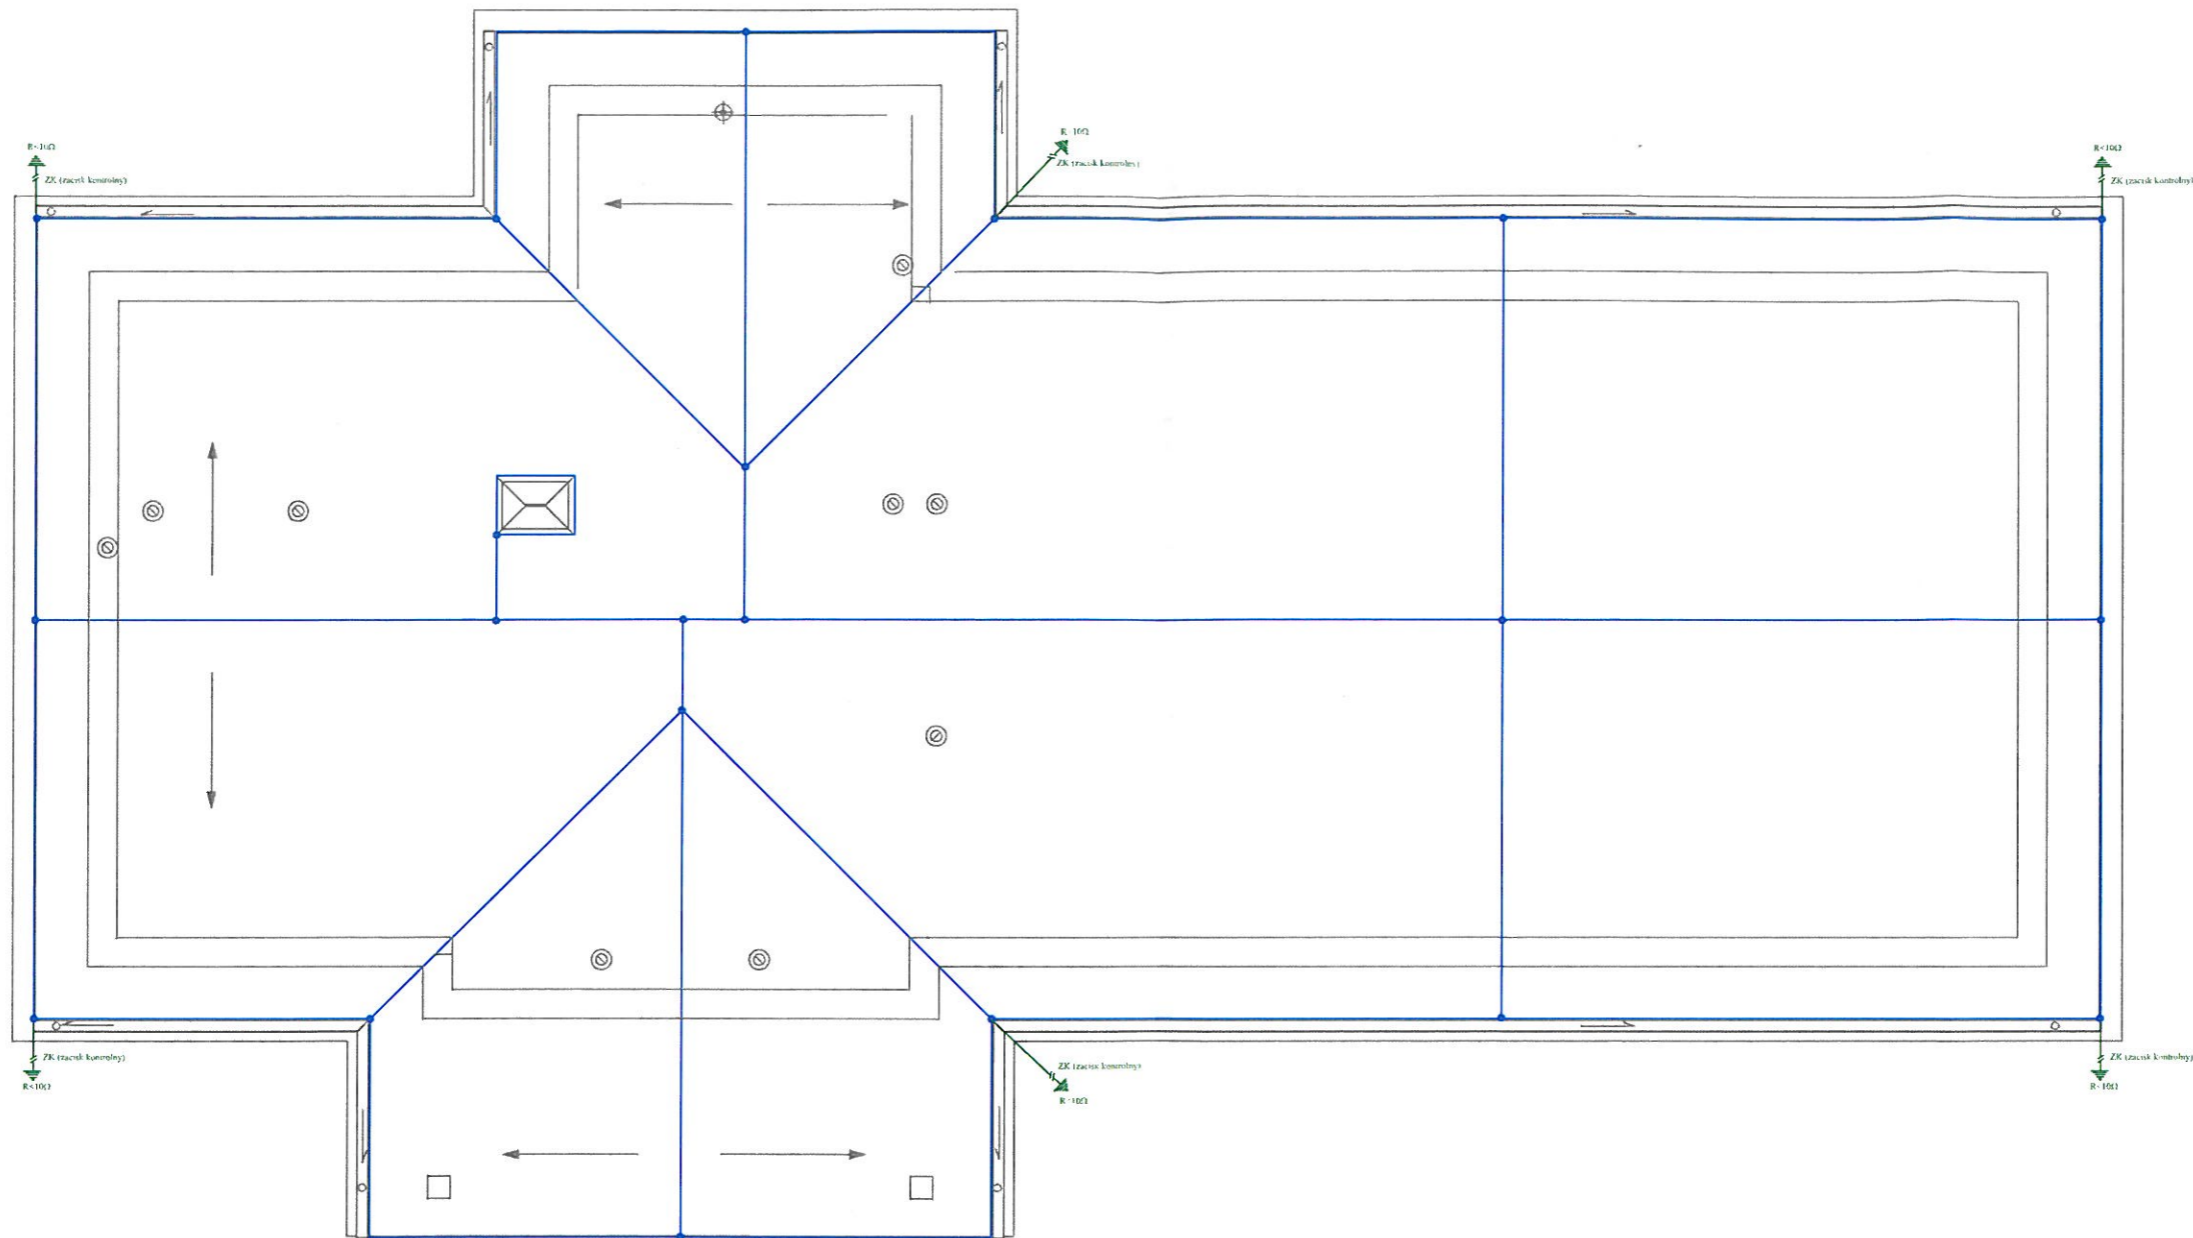 R<10Ω
ZK (zacisk kontrolny)
R<10Ω
ZK (zacisk kontrolny)
R<10Ω
ZK (zacisk kontrolny)
ZK (zacisk kontrolny)
R<10Ω
ZK (zacisk kontrolny)
R<10Ω
ZK (zacisk kontrolny)
R<10Ω